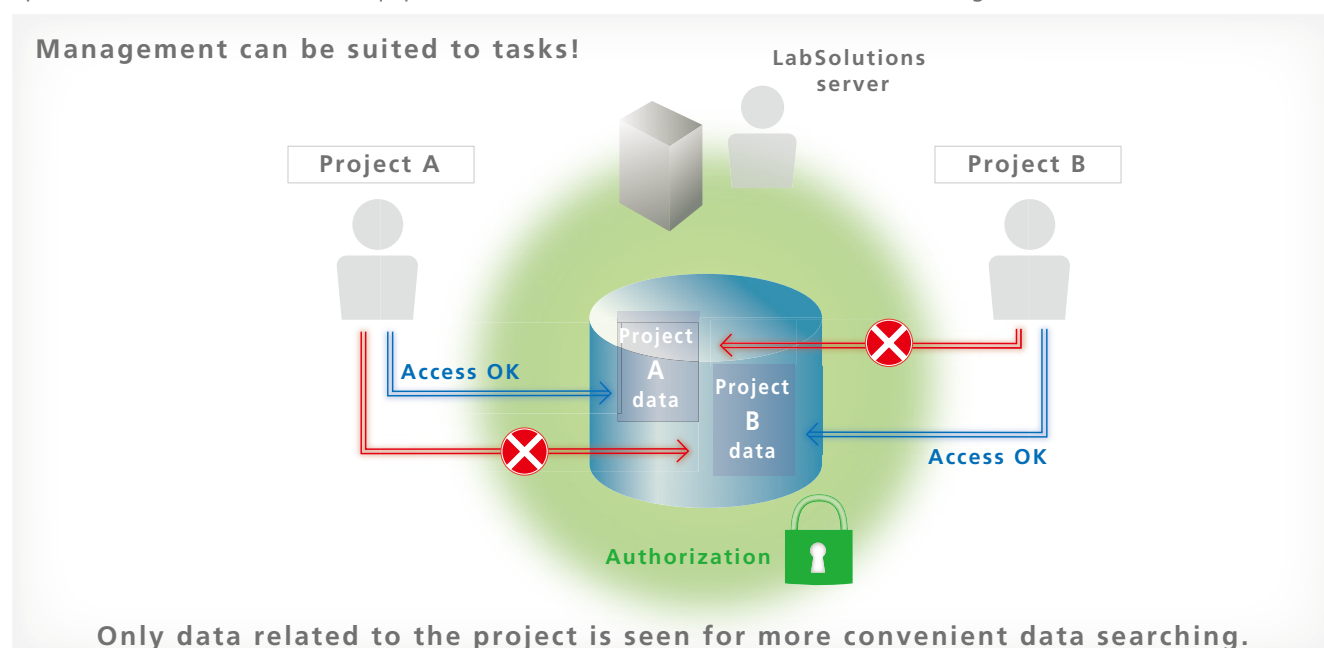 Management can be suited to tasks!
LabSolutions
server
Project A
Project B
Project
A
data
Project
B
data
Access OK
Access OK
Authorization
Only data related to the project is seen for more convenient data searching.